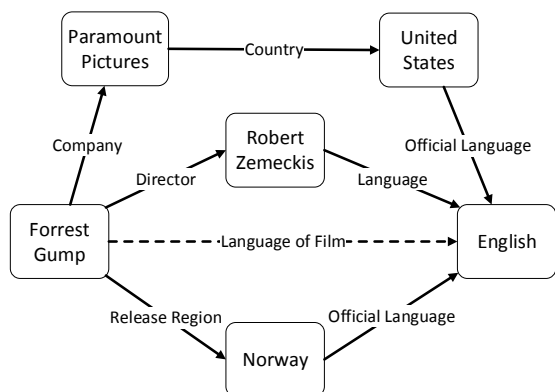 Paramount
Pictures
Country
United
States
Company
Official Language
Robert
Zemeckis
Director
Language
Forrest
Gump
Language of Film
English
Release Region
Official Language
Norway